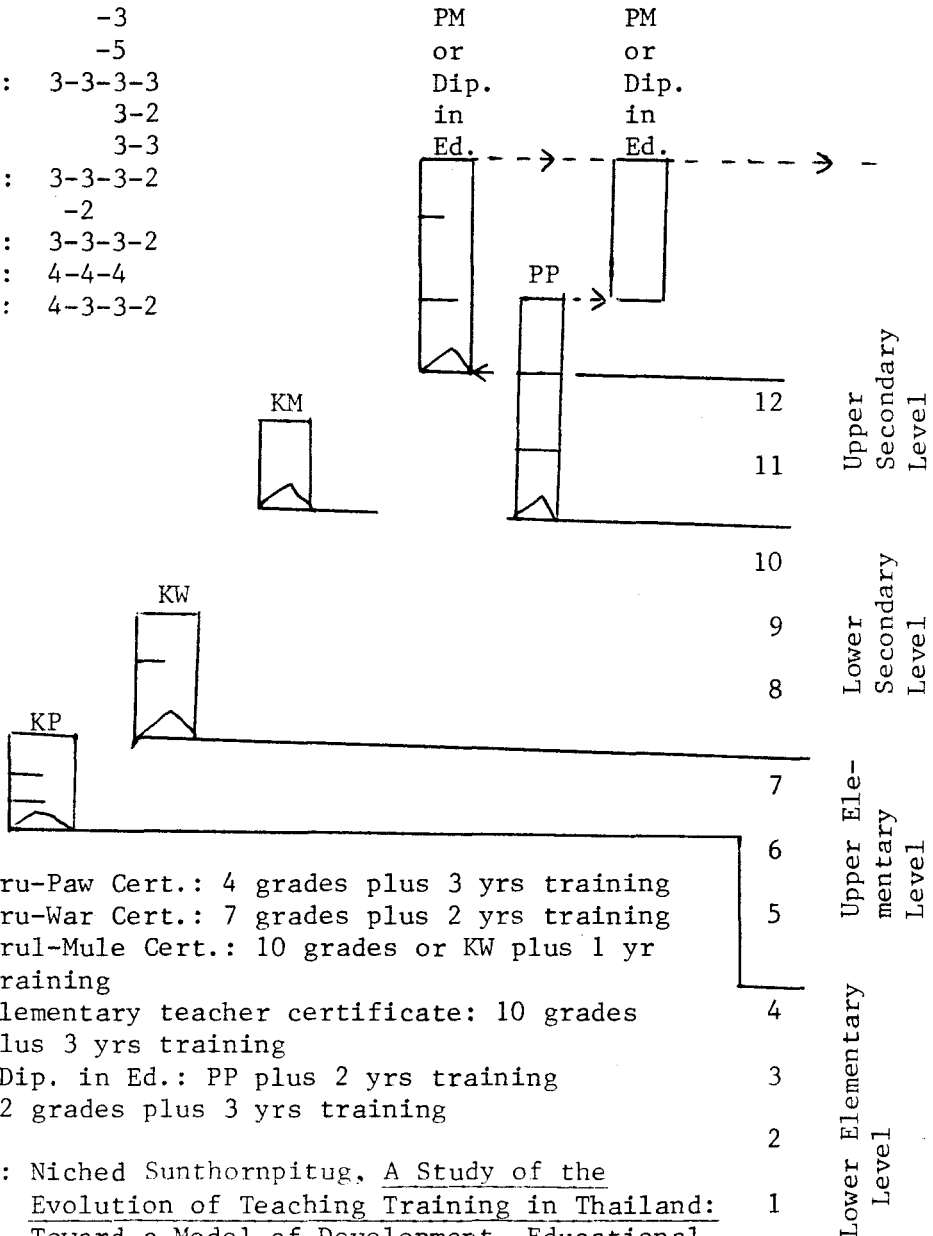 -3
-5
: 3-3-3-3
3-2
3-3
: 3-3-3-2
-2
: 3-3-3-2
: 4-4-4
: 4-3-3-2
PM
or
Dip.
in
Ed.
PM
or
Dip.
in
Ed.
PP
KM
KW
KP
12
11
10
9
8
7
6
5
4
3
2
1
Upper
Secondary
Level
Lower
Secondary
Level
Upper Ele-
mentary
Level
Lower Elementary
Level
ru-Paw Cert.: 4 grades plus 3 yrs training
ru-War Cert.: 7 grades plus 2 yrs training
rul-Mule Cert.: 10 grades or KW plus 1 yr
raining
lementary teacher certificate: 10 grades
lus 3 yrs training
Dip. in Ed.: PP plus 2 yrs training
2 grades plus 3 yrs training
: Niched Sunthornpitug, A Study of the
Evolution of Teaching Training in Thailand:
Toward a Model of Development, Educational